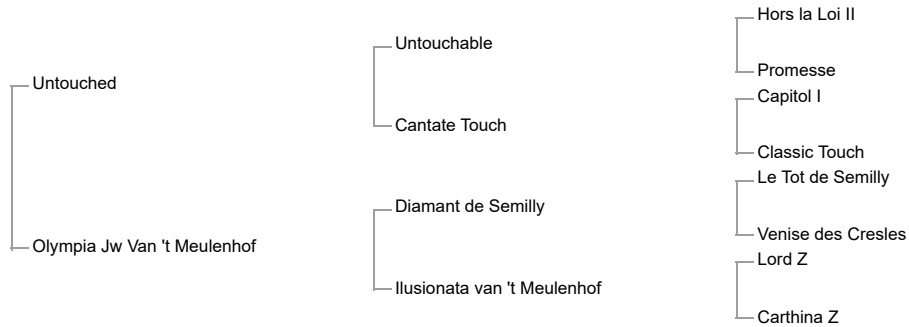 Hors la Loi II
Untouchable
Promesse
Untouched
Capitol I
Cantate Touch
Classic Touch
Le Tot de Semilly
Diamant de Semilly
Venise des Cresles
Olympia Jw Van 't Meulenhof
Lord Z
Ilusionata van 't Meulenhof
Carthina Z